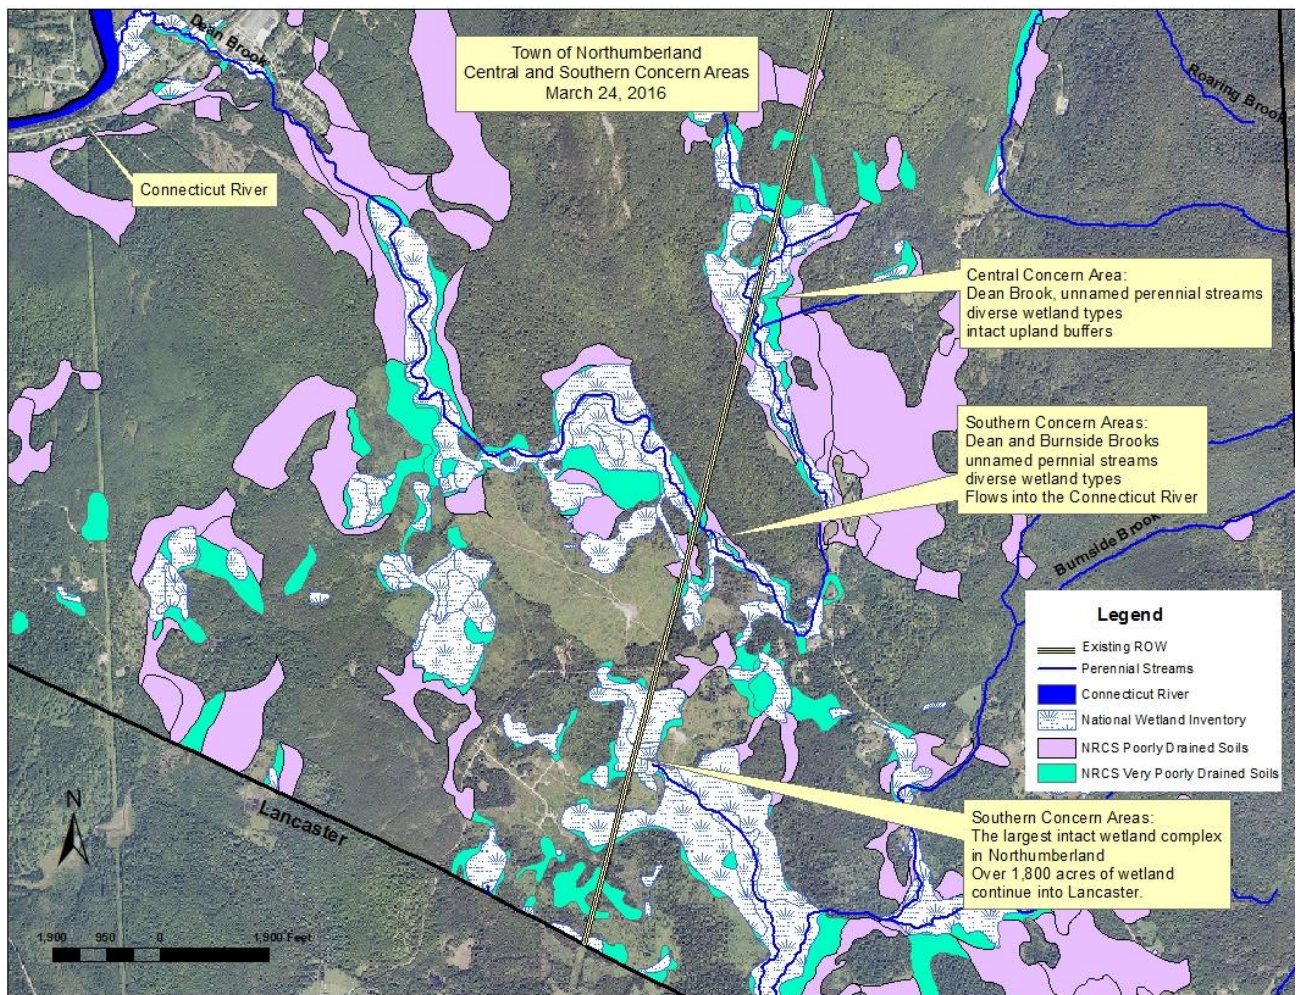 Dean Brook
Town of Northumberland
Central and Southern Concern Areas
March 24, 2016
Roaring Brook
Connecticut River
Central Concern Area:
Dean Brook, unnamed perennial streams
diverse wetland types
intact upland buffers
Southern Concern Areas:
Dean and Burnside Brooks
unnamed pernnial streams
diverse wetland types
Flows into the Connecticut River
Burnside Brook
Legend
Existing ROW
Perennial Streams
Connecticut River
National Wetland Inventory
NRCS Poorly Drained Soils
NRCS Very Poorly Drained Soils
N
Lancaster
Southern Concern Areas:
The largest intact wetland complex
in Northumberland
Over 1,800 acres of wetland
continue into Lancaster.
1,900 950 0 1,900 Feet